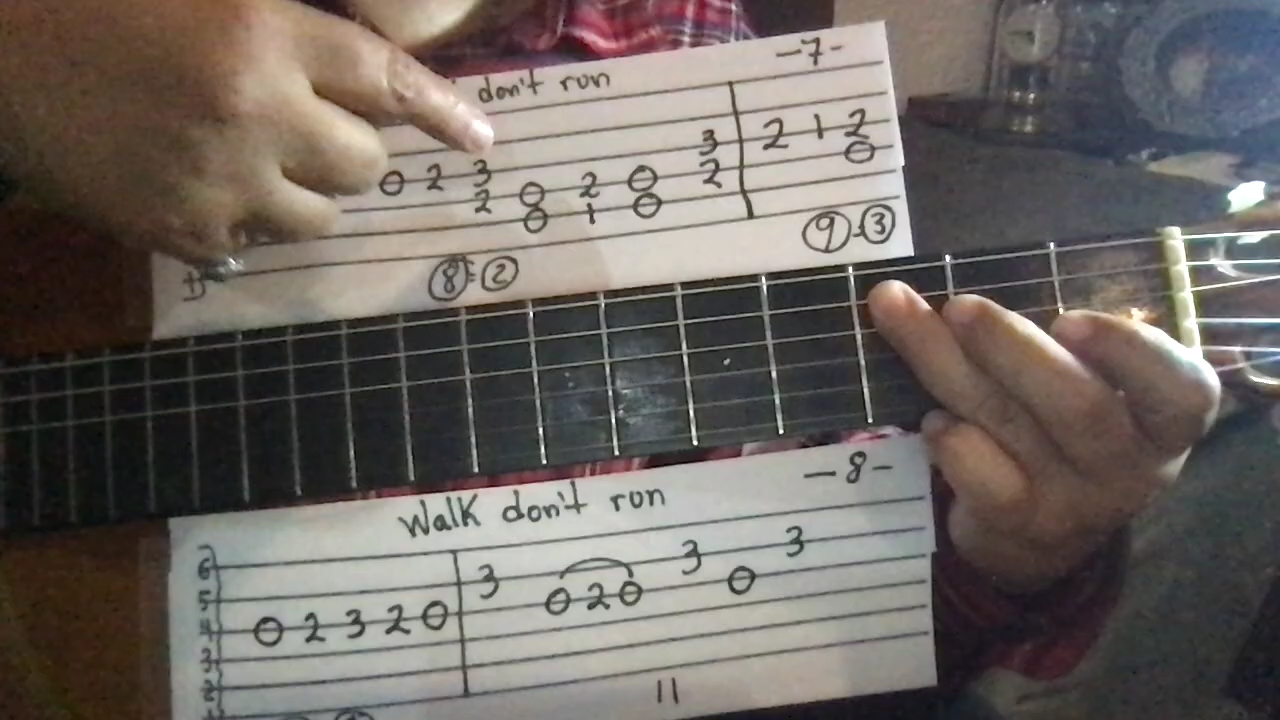 don't run -7-
3 2 1 2
0 2 3 0 2 0 2 0
2 0 1 0
8 = 2 9 - 3
Walk don't run -8-
6
3 3 3
5 0 2 0 0
4 0 2 3 2 0
3
2
11